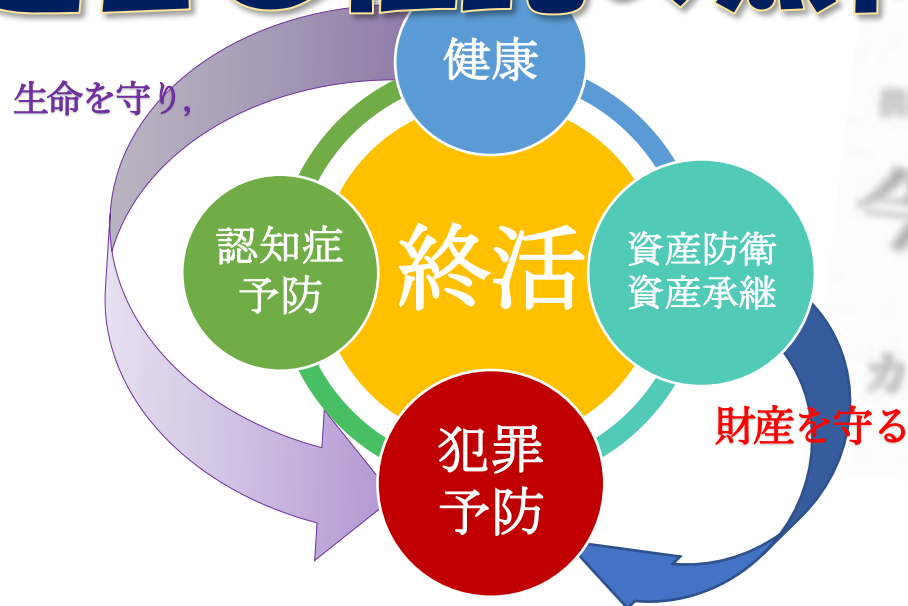 健康
生命を守り,
認知症
予防
終活
資産防衛
資産承継
財産を守る
犯罪
予防